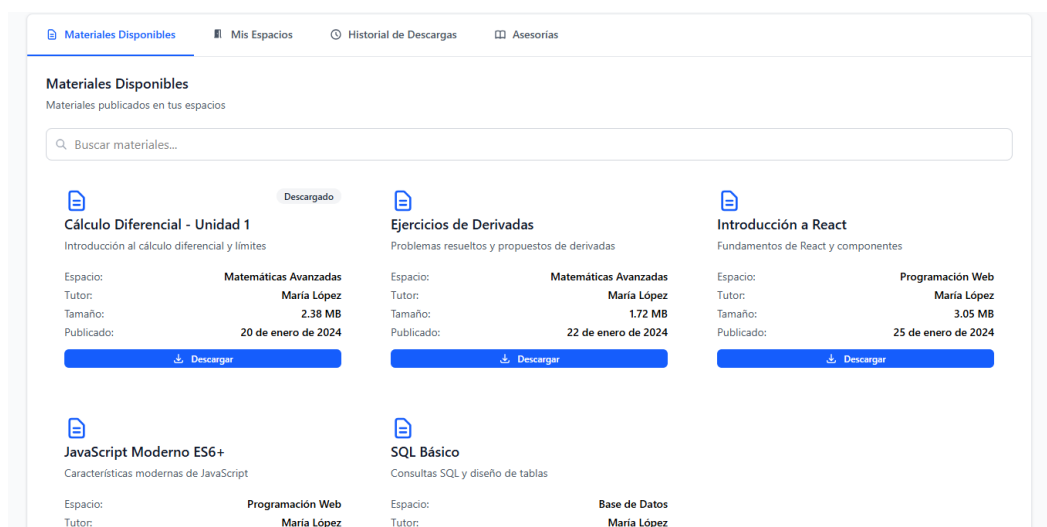 Materiales Disponibles
Mis Espacios
Historial de Descargas
Asesorías
Materiales Disponibles
Materiales publicados en tus espacios
Buscar materiales...
Descargado
Cálculo Diferencial - Unidad 1
Introducción al cálculo diferencial y límites
Espacio: Matemáticas Avanzadas
Tutor: María López
Tamaño: 2.38 MB
Publicado: 20 de enero de 2024
Descargar
Ejercicios de Derivadas
Problemas resueltos y propuestos de derivadas
Espacio: Matemáticas Avanzadas
Tutor: María López
Tamaño: 1.72 MB
Publicado: 22 de enero de 2024
Descargar
Introducción a React
Fundamentos de React y componentes
Espacio: Programación Web
Tutor: María López
Tamaño: 3.05 MB
Publicado: 25 de enero de 2024
Descargar
JavaScript Moderno ES6+
Características modernas de JavaScript
Espacio: Programación Web
Tutor: María López
SQL Básico
Consultas SQL y diseño de tablas
Espacio: Base de Datos
Tutor: María López